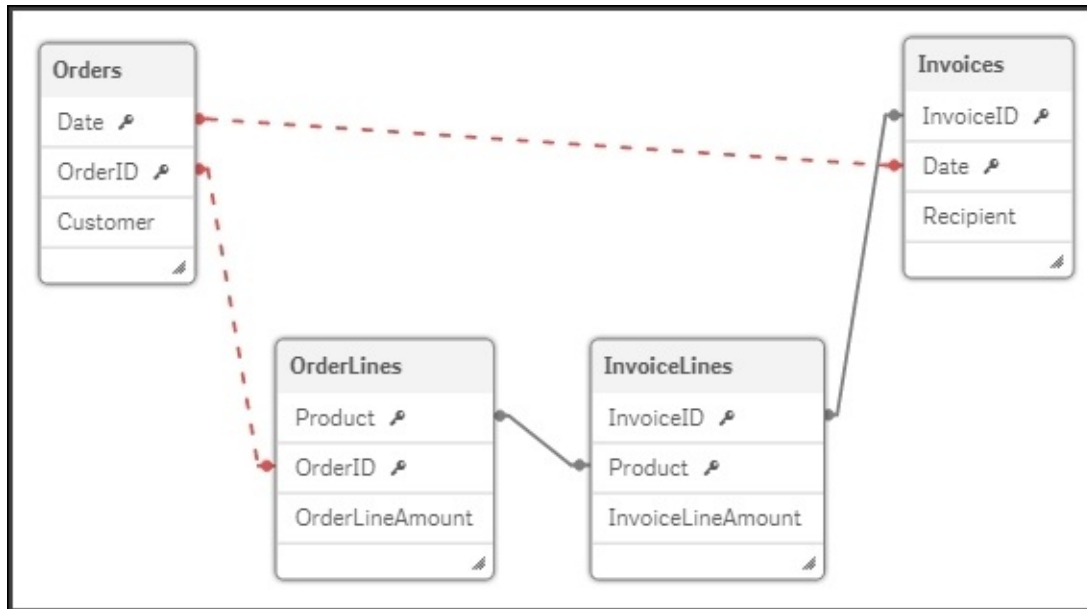 Orders
Date
OrderID
Customer
Invoices
InvoiceID
Date
Recipient
OrderLines
Product
OrderID
OrderLineAmount
InvoiceLines
InvoiceID
Product
InvoiceLineAmount